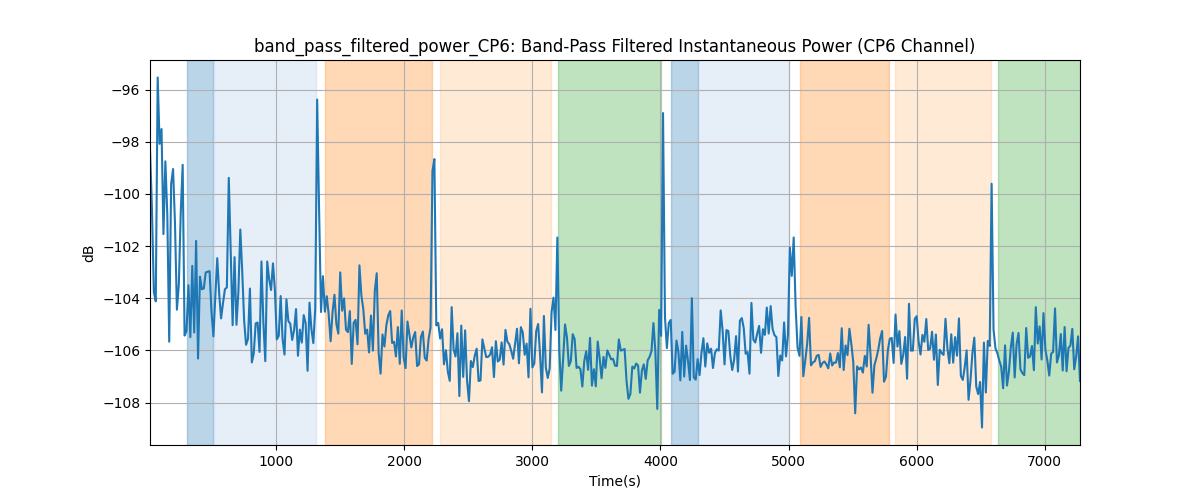 band_pass_filtered_power_CP6: Band-Pass Filtered Instantaneous Power (CP6 Channel)
dB
−96
−98
−100
−102
−104
−106
−108
1000 2000 3000 4000 5000 6000 7000
Time(s)